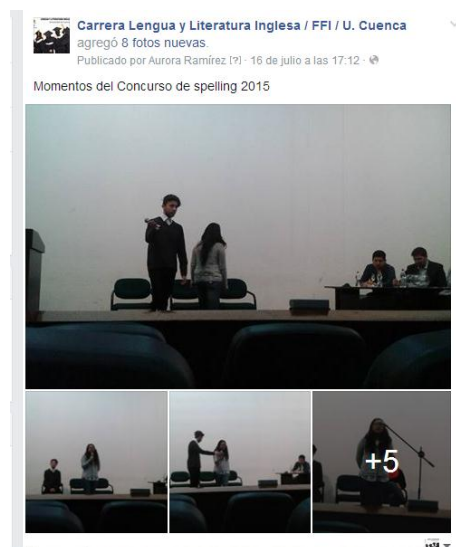 Carrera Lengua y Literatura Inglesa / FFI / U. Cuenca
agregó 8 fotos nuevas.
Publicado por Aurora Ramírez [?] · 16 de julio a las 17:12 ·
Momentos del Concurso de spelling 2015
+5